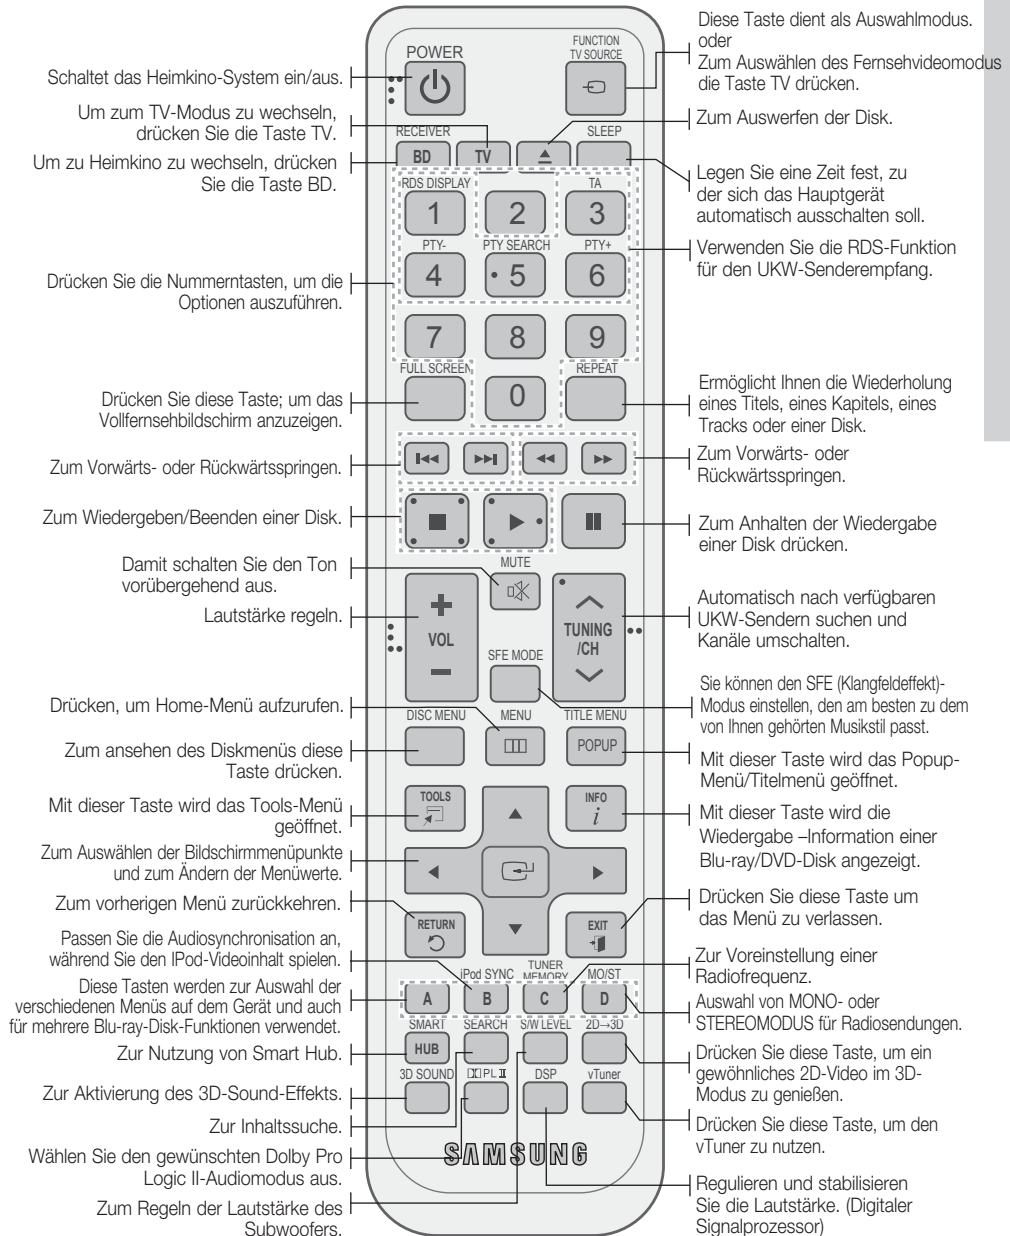 Schaltet das Heimkino-System ein/aus.
Um zum TV-Modus zu wechseln,
drücken Sie die Taste TV.
Um zu Heimkino zu wechseln, drücken
Sie die Taste BD.
Drücken Sie die Nummerntasten, um die
Optionen auszuführen.
Drücken Sie diese Taste; um das
Vollfernsehbildschirm anzuzeigen.
Zum Vorwärts- oder Rückwärtsspringen.
Zum Wiedergeben/Beenden einer Disk.
Damit schalten Sie den Ton
vorübergehend aus.
Lautstärke regeln.
Drücken, um Home-Menü aufzurufen.
Zum ansehen des Diskmenüs diese
Taste drücken.
Mit dieser Taste wird das Tools-Menü
geöffnet.
Zum Auswählen der Bildschirmmenüpunkte
und zum Ändern der Menüwerte.
Zum vorherigen Menü zurückkehren.
Passen Sie die Audiosynchronisation an,
während Sie den IPod-Videoinhalt spielen.
Diese Tasten werden zur Auswahl der
verschiedenen Menüs auf dem Gerät und auch
für mehrere Blu-ray-Disk-Funktionen verwendet.
Zur Nutzung von Smart Hub.
Zur Aktivierung des 3D-Sound-Effekts.
Zur Inhaltssuche.
Wählen Sie den gewünschten Dolby Pro
Logic II-Audiomodus aus.
Zum Regeln der Lautstärke des
Subwoofers.
POWER
FUNCTION
TV SOURCE
RECEIVER
SLEEP
BD
TV
RDS DISPLAY
TA
1
2
3
PTY-
PTY SEARCH
PTY+
4
5
6
7
8
9
FULL SCREEN
REPEAT
0
MUTE
VOL
TUNING
/CH
SFE MODE
DISC MENU
MENU
TITLE MENU
POPUP
TOOLS
INFO
i
RETURN
EXIT
iPod SYNC
TUNER
MEMORY
MO/ST
A
B
C
D
SMART
SEARCH
S/W LEVEL
2D→3D
HUB
3D SOUND
PL II
DSP
vTuner
SAMSUNG
Diese Taste dient als Auswahlmodus.
oder
Zum Auswählen des Fernsehvideomodus
die Taste TV drücken.
Zum Auswerfen der Disk.
Legen Sie eine Zeit fest, zu
der sich das Hauptgerät
automatisch ausschalten soll.
Verwenden Sie die RDS-Funktion
für den UKW-Senderempfang.
Ermöglicht Ihnen die Wiederholung
eines Titels, eines Kapitels, eines
Tracks oder einer Disk.
Zum Vorwärts- oder
Rückwärtsspringen.
Zum Anhalten der Wiedergabe
einer Disk drücken.
Automatisch nach verfügbaren
UKW-Sendern suchen und
Kanäle umschalten.
Sie können den SFE (Klangfeldeffekt)-
Modus einstellen, den am besten zu dem
von Ihnen gehörten Musikstil passt.
Mit dieser Taste wird das Popup-
Menü/Titelmenü geöffnet.
Mit dieser Taste wird die
Wiedergabe –Information einer
Blu-ray/DVD-Disk angezeigt.
Drücken Sie diese Taste um
das Menü zu verlassen.
Zur Voreinstellung einer
Radiofrequenz.
Auswahl von MONO- oder
STEREOMODUS für Radiosendungen.
Drücken Sie diese Taste, um ein
gewöhnliches 2D-Video im 3D-
Modus zu genießen.
Drücken Sie diese Taste, um den
vTuner zu nutzen.
Regulieren und stabilisieren
Sie die Lautstärke. (Digitaler
Signalprozessor)